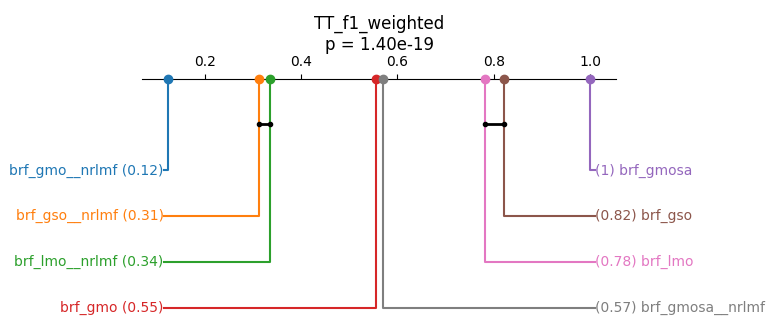 TT_f1_weighted
p = 1.40e-19
0.2 0.4 0.6 0.8 1.0
brf_gmo__nrlmf (0.12) (1) brf_gmosa
brf_gso__nrlmf (0.31) (0.82) brf_gso
brf_lmo__nrlmf (0.34) (0.78) brf_lmo
brf_gmo (0.55) (0.57) brf_gmosa__nrlmf